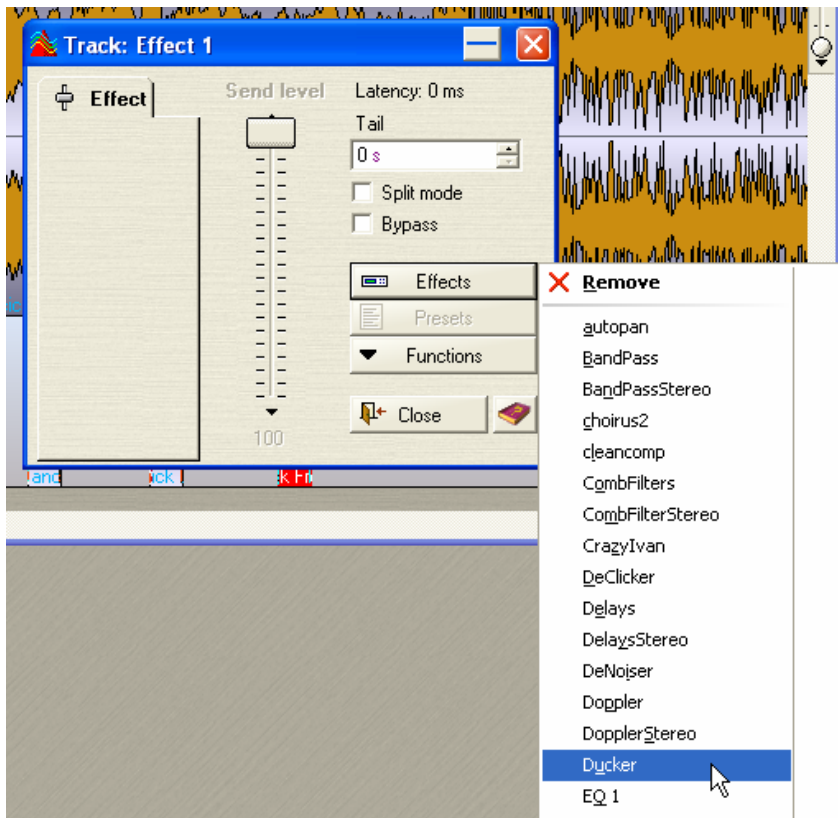 Track: Effect 1
Effect
Send level
100
Latency: 0 ms
Tail
0 s
Split mode
Bypass
Effects
Presets
Functions
Close
Remove
autopan
BandPass
BandPassStereo
choirus2
cleancomp
CombFilters
CombFilterStereo
CrazyIvan
DeClicker
Delays
DelaysStereo
DeNoiser
Doppler
DopplerStereo
Ducker
EQ 1